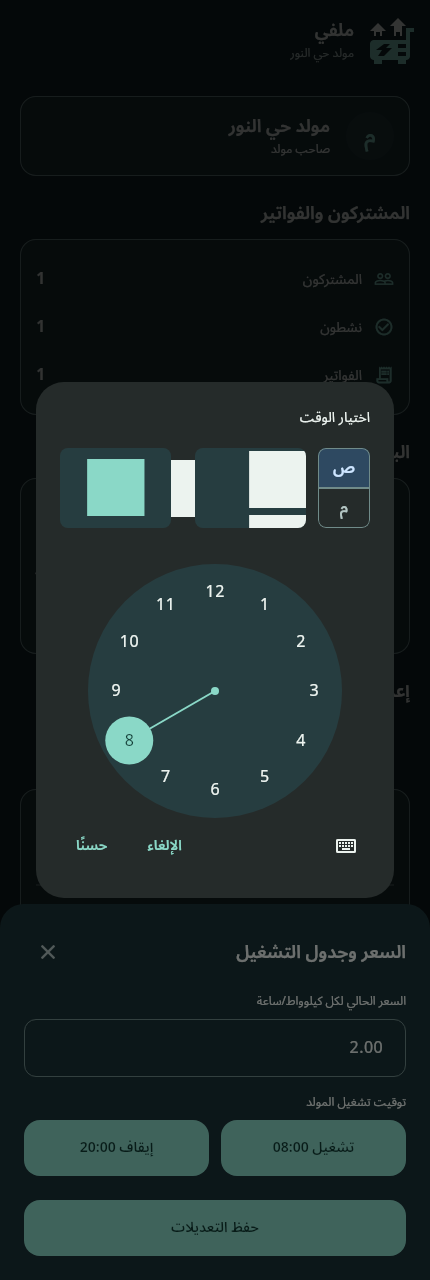 ملفي
مولد حي النور
م
مولد حي النور
صاحب مولد
المشتركون والفواتير
المشتركون 1
نشطون 1
الفواتير 1
اختيار الوقت
ص
م
12
1
2
3
4
5
6
7
8
9
10
11
حسنًا
الإلغاء
السعر وجدول التشغيل
السعر الحالي لكل كيلوواط/ساعة
2.00
توقيت تشغيل المولد
تشغيل 08:00
إيقاف 20:00
حفظ التعديلات